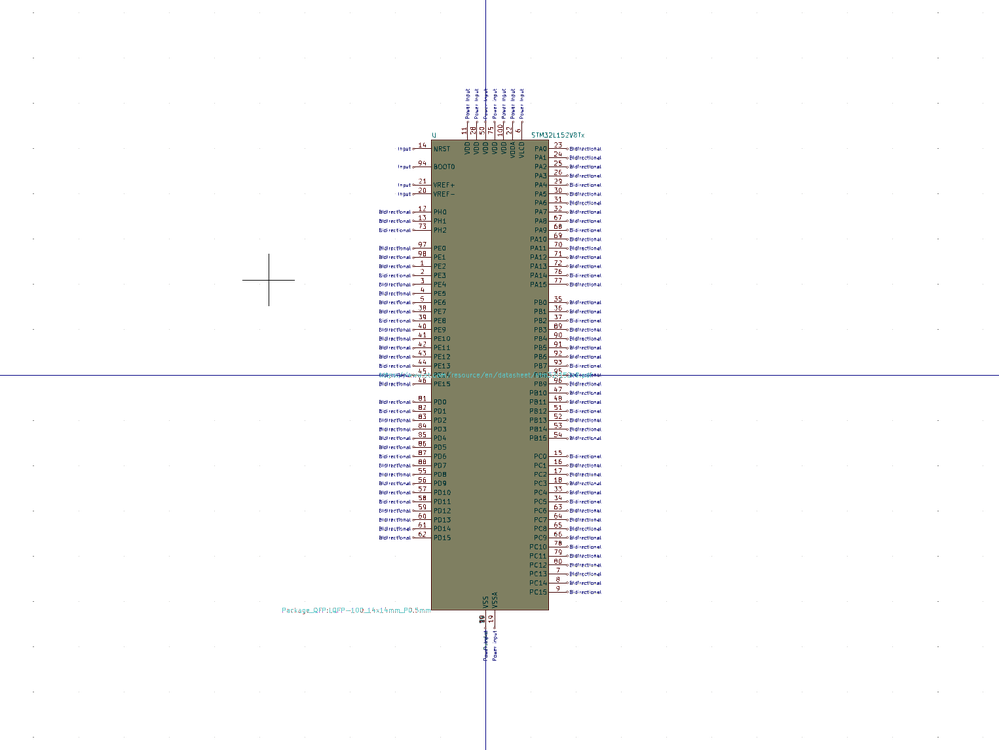 Power Input
Power Input
Power Input
Power Input
Power Input
Power Input
Power Input
11 VDD
28 VDD
50 VDD
75 VDD
100 VDD
22 VDDA
6 VLCD
U
STM32L152VBTx
Input 14 NRST
Input 94 BOOT0
Input 21 VREF+
Input 20 VREF-
Bidirectional 12 PH0
Bidirectional 13 PH1
Bidirectional 73 PH2
Bidirectional 97 PE0
Bidirectional 98 PE1
Bidirectional 1 PE2
Bidirectional 2 PE3
Bidirectional 3 PE4
Bidirectional 4 PE5
Bidirectional 5 PE6
Bidirectional 38 PE7
Bidirectional 39 PE8
Bidirectional 40 PE9
Bidirectional 41 PE10
Bidirectional 42 PE11
Bidirectional 43 PE12
Bidirectional 44 PE13
45
Bidirectional 46 PE15
Bidirectional 81 PD0
Bidirectional 82 PD1
Bidirectional 83 PD2
Bidirectional 84 PD3
Bidirectional 85 PD4
Bidirectional 86 PD5
Bidirectional 87 PD6
Bidirectional 88 PD7
Bidirectional 55 PD8
Bidirectional 56 PD9
Bidirectional 57 PD10
Bidirectional 58 PD11
Bidirectional 59 PD12
Bidirectional 60 PD13
Bidirectional 61 PD14
Bidirectional 62 PD15
PA0 23 Bidirectional
PA1 24 Bidirectional
PA2 25 Bidirectional
PA3 26 Bidirectional
PA4 29 Bidirectional
PA5 30 Bidirectional
PA6 31 Bidirectional
PA7 32 Bidirectional
PA8 67 Bidirectional
PA9 68 Bidirectional
PA10 69 Bidirectional
PA11 70 Bidirectional
PA12 71 Bidirectional
PA13 72 Bidirectional
PA14 76 Bidirectional
PA15 77 Bidirectional
PB0 35 Bidirectional
PB1 36 Bidirectional
PB2 37 Bidirectional
PB3 89 Bidirectional
PB4 90 Bidirectional
PB5 91 Bidirectional
PB6 92 Bidirectional
PB7 93 Bidirectional
resource/en/datasheet/
95
PB9 96 Bidirectional
PB10 47 Bidirectional
PB11 48 Bidirectional
PB12 51 Bidirectional
PB13 52 Bidirectional
PB14 53 Bidirectional
PB15 54 Bidirectional
PC0 15 Bidirectional
PC1 16 Bidirectional
PC2 17 Bidirectional
PC3 18 Bidirectional
PC4 33 Bidirectional
PC5 34 Bidirectional
PC6 63 Bidirectional
PC7 64 Bidirectional
PC8 65 Bidirectional
PC9 66 Bidirectional
PC10 78 Bidirectional
PC11 79 Bidirectional
PC12 80 Bidirectional
PC13 7 Bidirectional
PC14 8 Bidirectional
PC15 9 Bidirectional
Package_QFP:LQFP-100_14x14mm_P0.5mm
VSS
VSSA 19
Power Input
Power Input